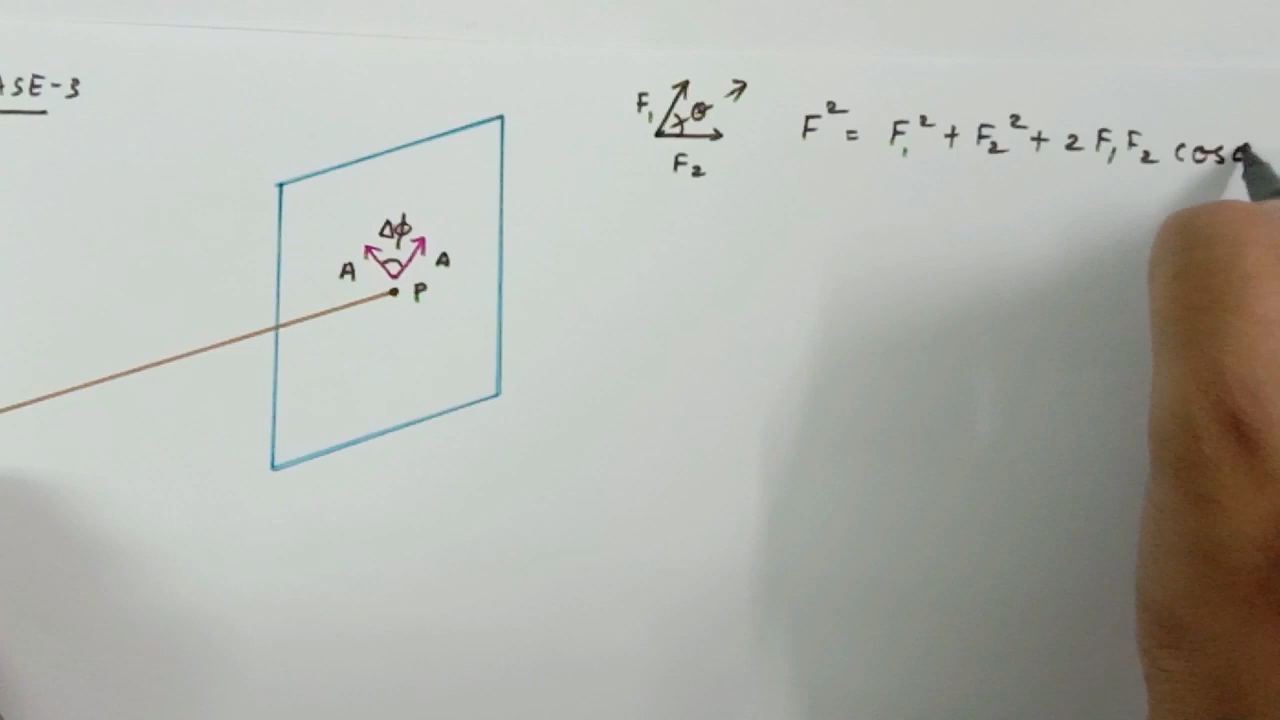 ASE-3
F₁ θ
F₂
F² = F₁² + F₂² + 2 F₁ F₂ cos
Δϕ
A A
P